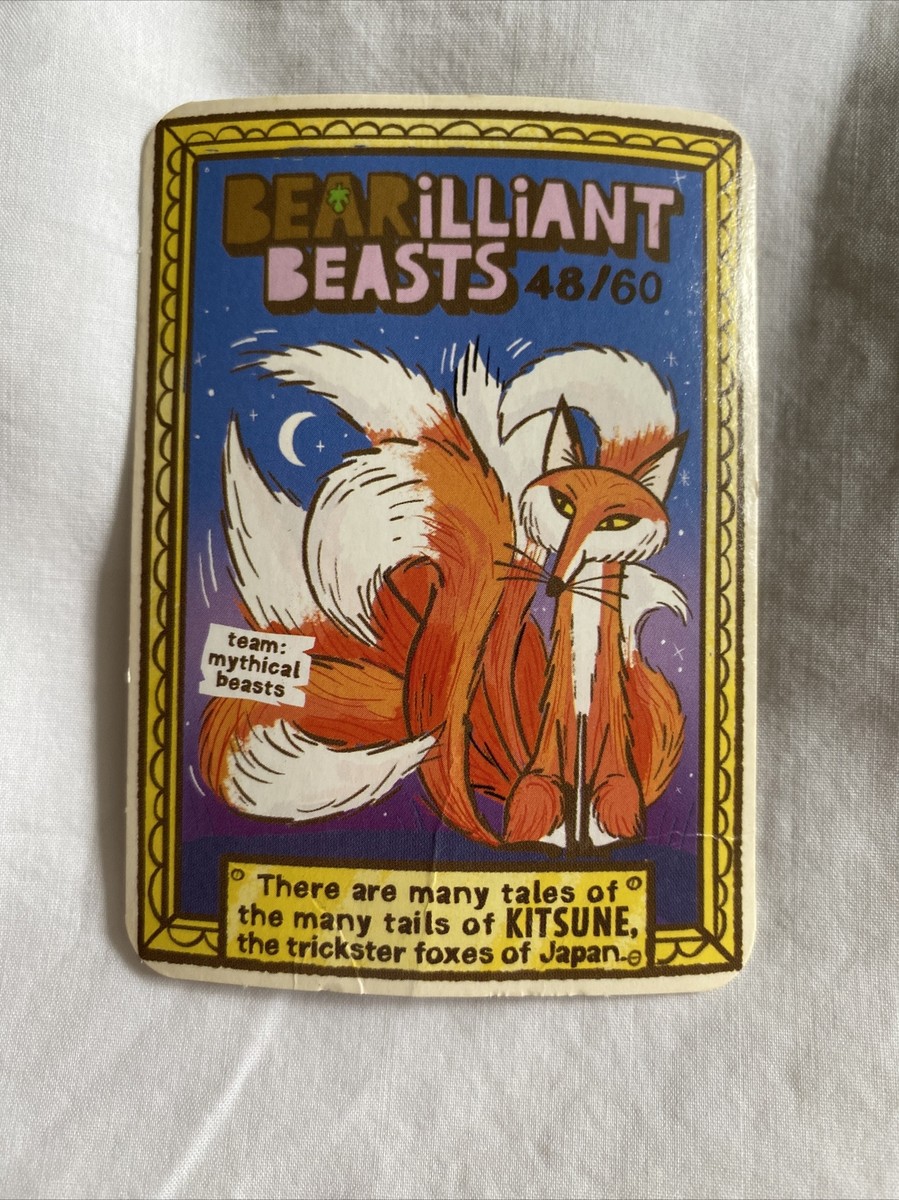 BEARiLLiANT
BEASTS 48/60
team:
mythical
beasts
There are many tales of
the many tails of KITSUNE,
the trickster foxes of Japan.